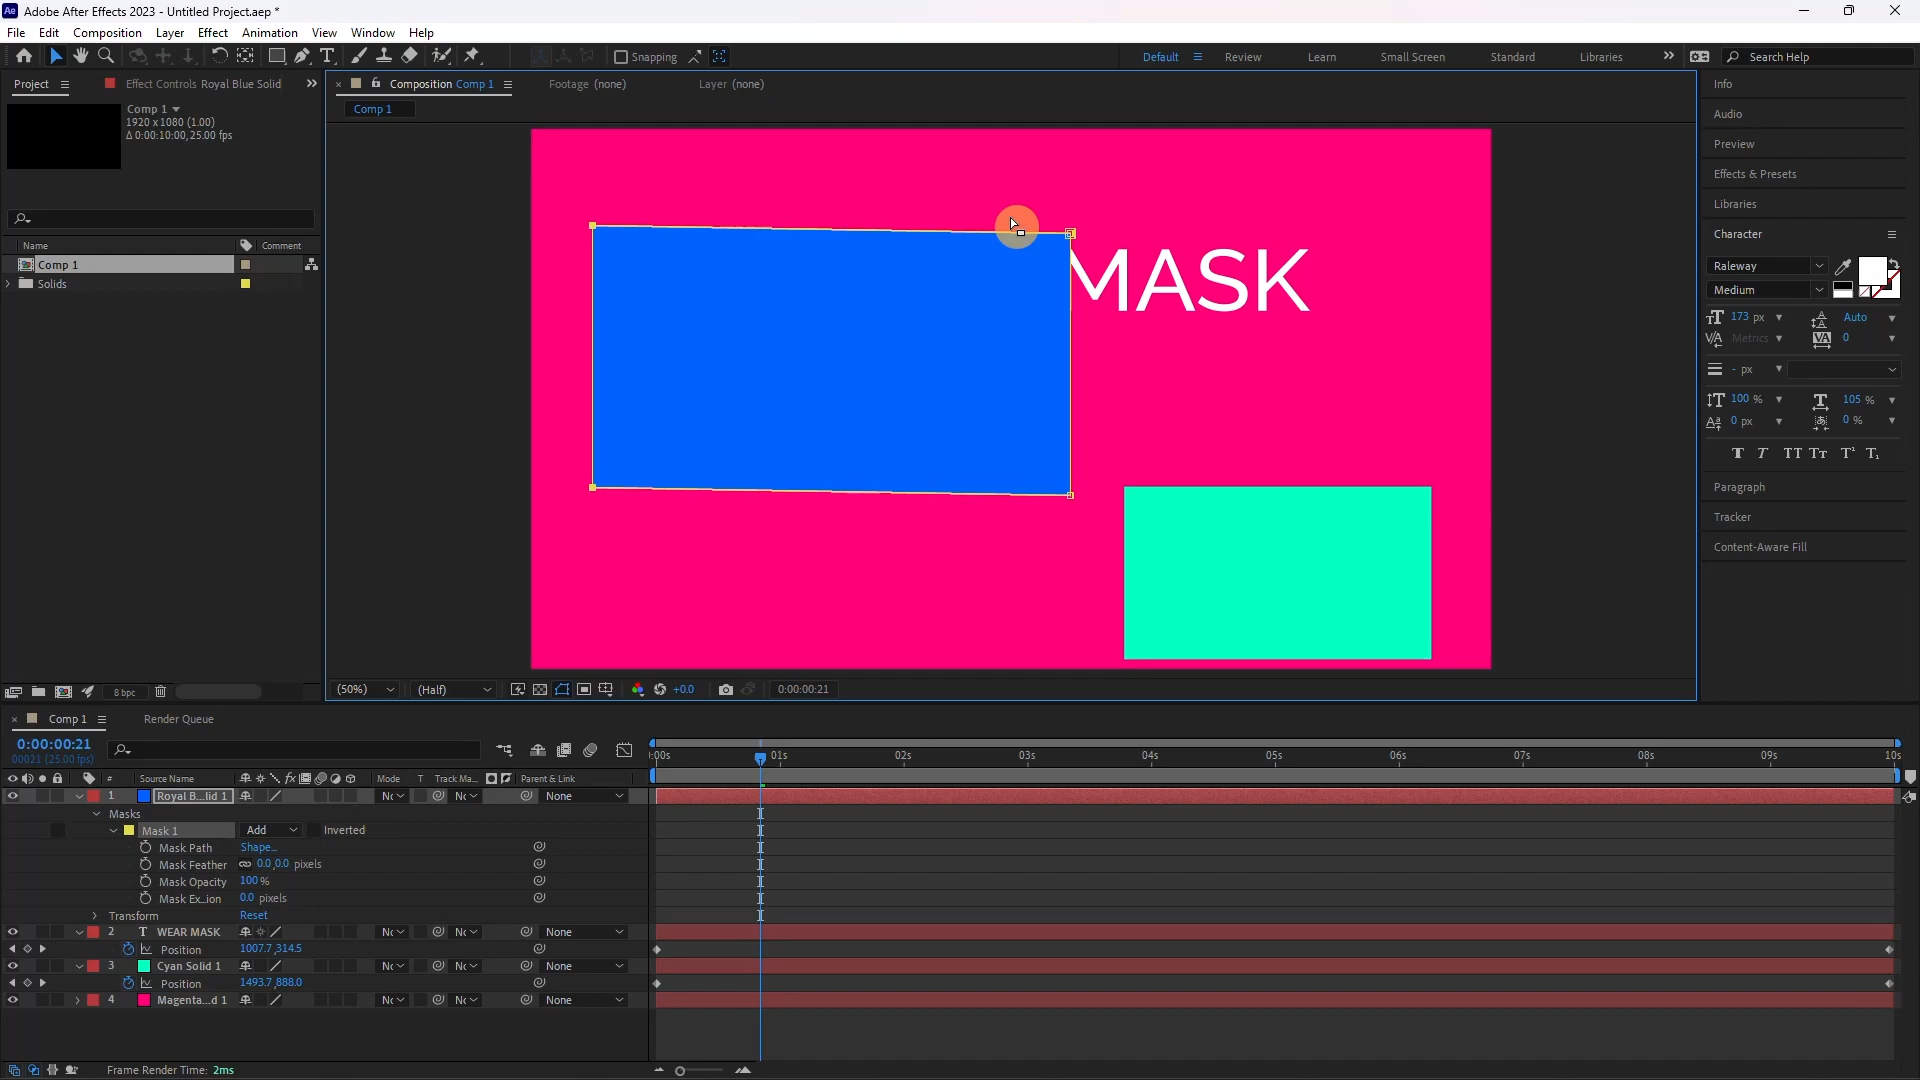 Ae Adobe After Effects 2023 - Untitled Project.aep *
File Edit Composition Layer Effect Animation View Window Help
Snapping
Default Review Learn Small Screen Standard Libraries Search Help
Project Effect Controls Royal Blue Solid
Composition Comp 1 Footage (none) Layer (none)
Comp 1
1920 x 1080 (1.00)
Δ 0:00:10:00, 25.00 fps
Comp 1
Name Comment
Comp 1
Solids
MASK
8 bpc
(50%) (Half) +0.0 0:00:00:21
Info
Audio
Preview
Effects & Presets
Libraries
Character
Raleway
Medium
173 px Auto
Metrics 0
- px
100 % 105 %
0 px 0 %
Paragraph
Tracker
Content-Aware Fill
Comp 1 Render Queue
0:00:00:21
00021 (25.00 fps)
:00s 01s 02s 03s 04s 05s 06s 07s 08s 09s 10s
# Source Name Mode T Track Ma... Parent & Link
1 Royal B...lid 1 None
Masks
Mask 1 Add Inverted
Mask Path Shape...
Mask Feather 0.0,0.0 pixels
Mask Opacity 100 %
Mask Ex...ion 0.0 pixels
Transform Reset
2 T WEAR MASK None
Position 1007.7,314.5
3 Cyan Solid 1 None
Position 1493.7,888.0
4 Magenta...d 1 None
Frame Render Time: 2ms